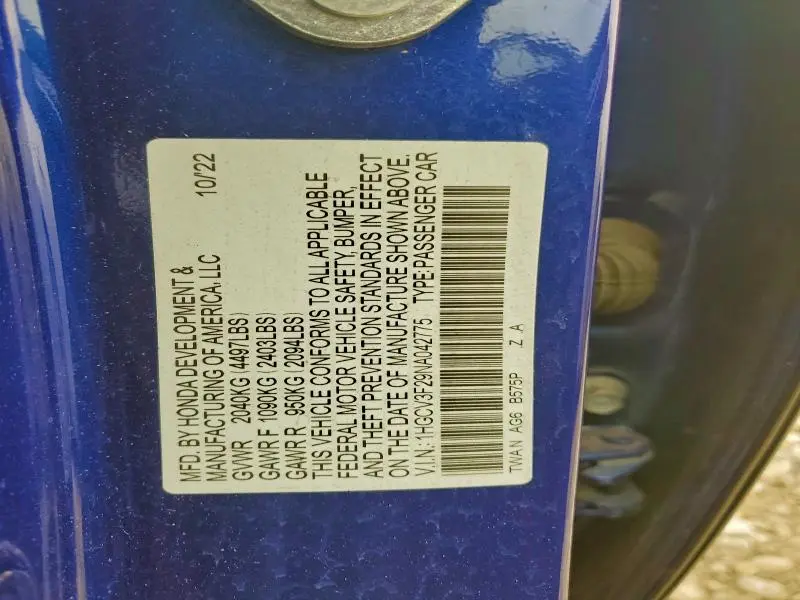 MFD. BY HONDA DEVELOPMENT &
MANUFACTURING OF AMERICA, LLC 10/22
GVWR 2040KG (4497LBS)
GAWR F 1090KG (2403LBS)
GAWR R 950KG (2094LBS)
THIS VEHICLE CONFORMS TO ALL APPLICABLE
FEDERAL MOTOR VEHICLE SAFETY, BUMPER,
AND THEFT PREVENTION STANDARDS IN EFFECT
ON THE DATE OF MANUFACTURE SHOWN ABOVE.
V.I.N.:1HGCV3F29NA042775 TYPE:PASSENGER CAR
TWAN AG6 B575P Z A